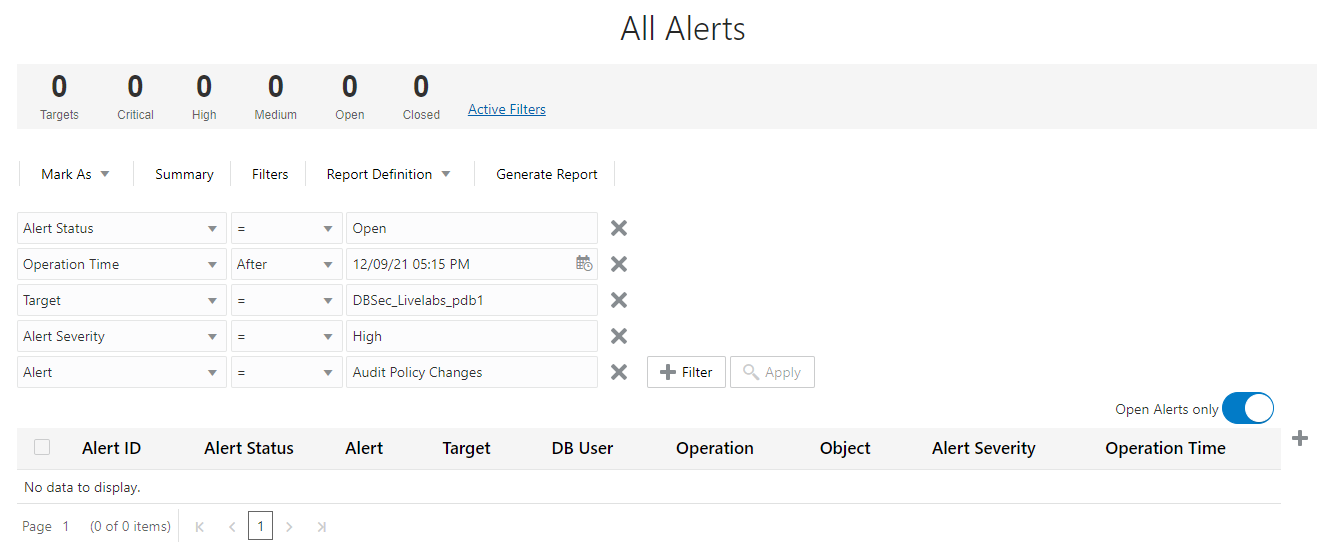 All Alerts
0 0 0 0 0 0
Targets Critical High Medium Open Closed Active Filters
Mark As Summary Filters Report Definition Generate Report
Alert Status = Open
Operation Time After 12/09/21 05:15 PM
Target = DBSec_Livelabs_pdb1
Alert Severity = High
Alert = Audit Policy Changes Filter Apply
Open Alerts only
Alert ID Alert Status Alert Target DB User Operation Object Alert Severity Operation Time
No data to display.
Page 1 (0 of 0 items) 1